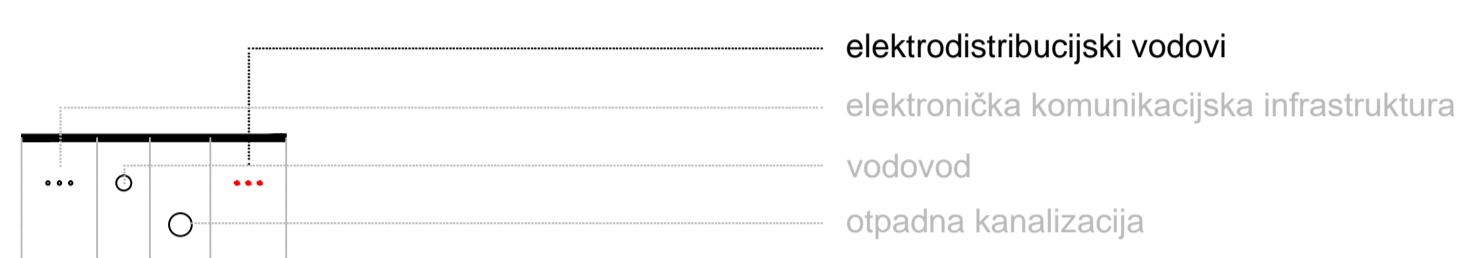 elektrodistribucijski vodovi
elektronička komunikacijska infrastruktura
vodovod
otpadna kanalizacija